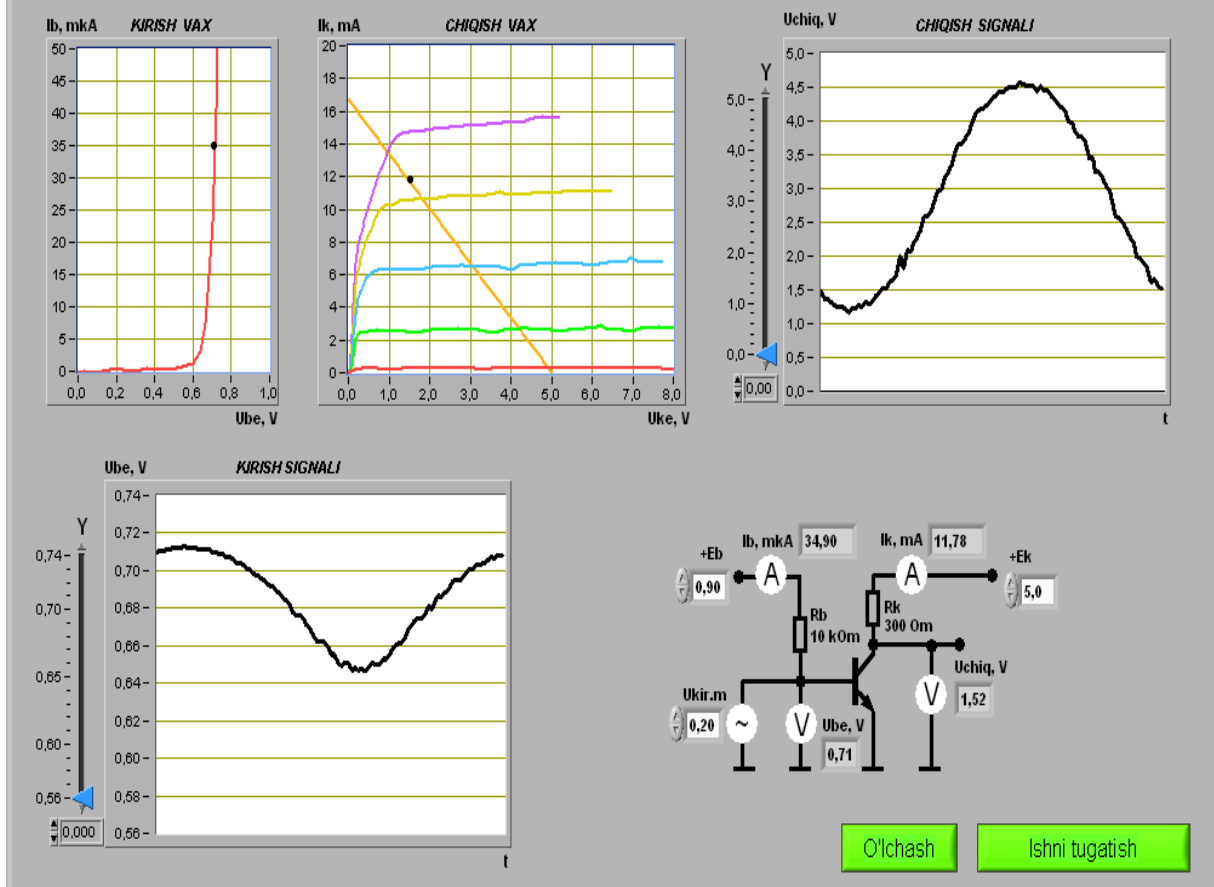 Ib, mkA KIRISH VAX
50
45
40
35
30
25
20
15
10
5
0
0,0 0,2 0,4 0,6 0,8 1,0
Ube, V
Ik, mA CHIQISH VAX
20
18
16
14
12
10
8
6
4
2
0
0,0 1,0 2,0 3,0 4,0 5,0 6,0 7,0 8,0
Uke, V
Uchiq, V CHIQISH SIGNALI
Y
5,0
4,0
3,0
2,0
1,0
0,0
0,00
5,0
4,5
4,0
3,5
3,0
2,5
2,0
1,5
1,0
0,5
0,0
t
Ube, V KIRISH SIGNALI
Y
0,74
0,70
0,65
0,60
0,56
0,000
0,74
0,72
0,70
0,68
0,66
0,64
0,62
0,60
0,58
0,56
t
Ib, mkA 34,90 Ik, mA 11,78
+Eb A A +Ek
0,90 5,0
Rb
10 kOm
Rk
300 Om
Uchiq, V
V 1,52
Ukir.m
0,20 ~ V Ube, V
0,71
O'lchash Ishni tugatish